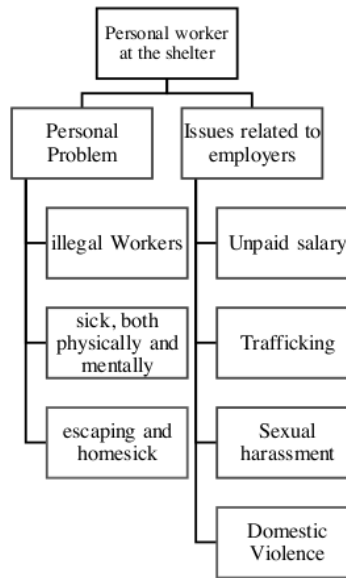 Personal worker
at the shelter
Personal
Problem
Issues related to
employers
illegal Workers
sick, both
physically and
mentally
escaping and
homesick
Unpaid salary
Trafficking
Sexual
harassment
Domestic
Violence